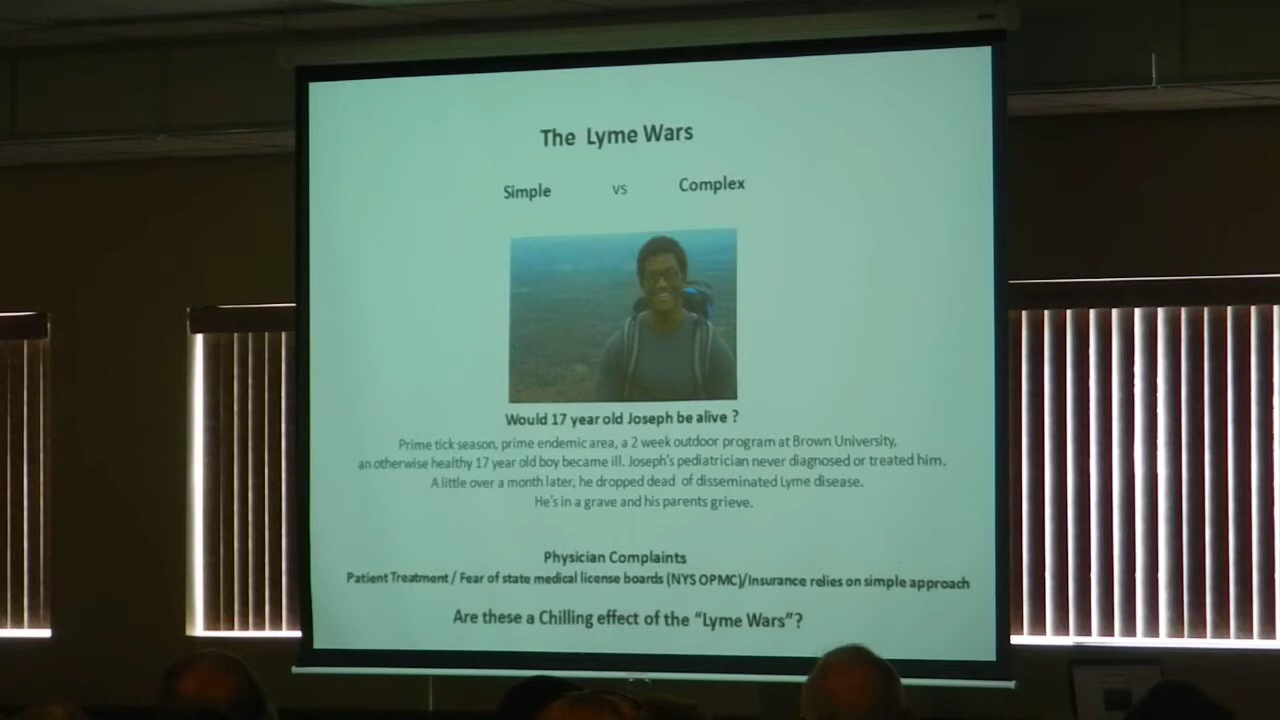 The Lyme Wars
Simple vs Complex
Would 17 year old Joseph be alive ?
Prime tick season, prime endemic area, a 2 week outdoor program at Brown University,
an otherwise healthy 17 year old boy became ill. Joseph's pediatrician never diagnosed or treated him.
A little over a month later, he dropped dead of disseminated Lyme disease.
He's in a grave and his parents grieve.
Physician Complaints
Patient Treatment / Fear of state medical license boards (NYS OPMC)/Insurance relies on simple approach
Are these a Chilling effect of the "Lyme Wars"?